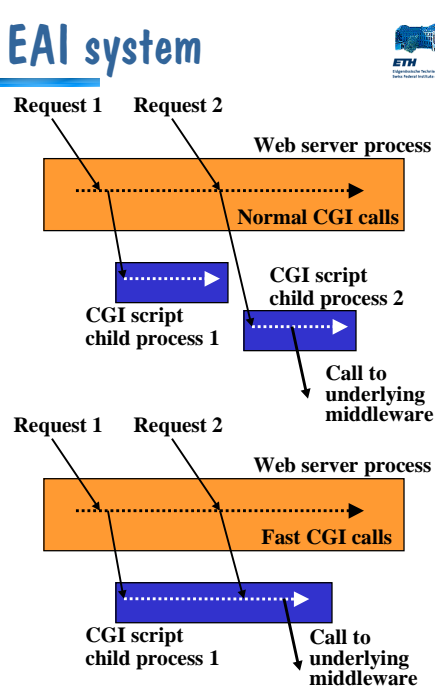 EAI system
ETH
Request 1 Request 2
Web server process
Normal CGI calls
CGI script
child process 1
CGI script
child process 2
Call to
underlying
middleware
Request 1 Request 2
Web server process
Fast CGI calls
CGI script
child process 1
Call to
underlying
middleware